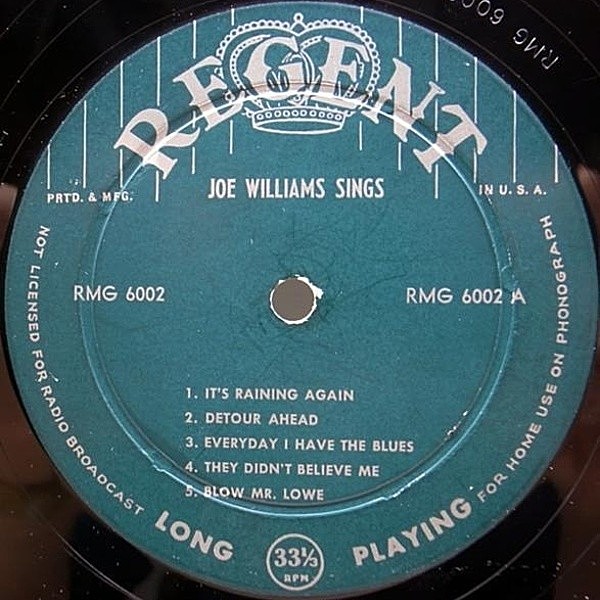 RMG 6002
REGENT
JOE WILLIAMS SINGS
PRTD. & MFG.
IN U. S. A.
RMG 6002
RMG 6002 A
1. IT'S RAINING AGAIN
2. DETOUR AHEAD
3. EVERYDAY I HAVE THE BLUES
4. THEY DIDN'T BELIEVE ME
5. BLOW MR. LOWE
NOT LICENSED FOR RADIO BROADCAST
LONG
33⅓
RPM
PLAYING
FOR HOME USE ON PHONOGRAPH